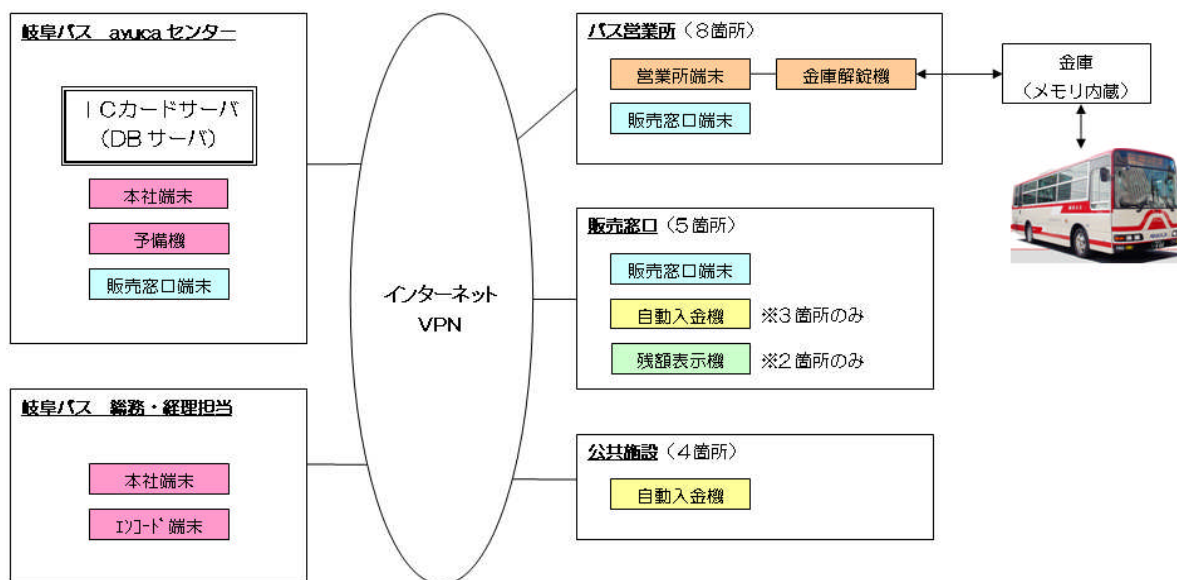 岐阜バス ayucaセンター
ICカードサーバ
(DBサーバ)
本社端末
予備機
販売窓口端末
岐阜バス 総務・経理担当
本社端末
エンコード端末
インターネット
VPN
バス営業所(8箇所)
営業所端末
金庫解錠機
販売窓口端末
金庫
(メモリ内蔵)
販売窓口(5箇所)
販売窓口端末
自動入金機 ※3箇所のみ
残額表示機 ※2箇所のみ
公共施設(4箇所)
自動入金機